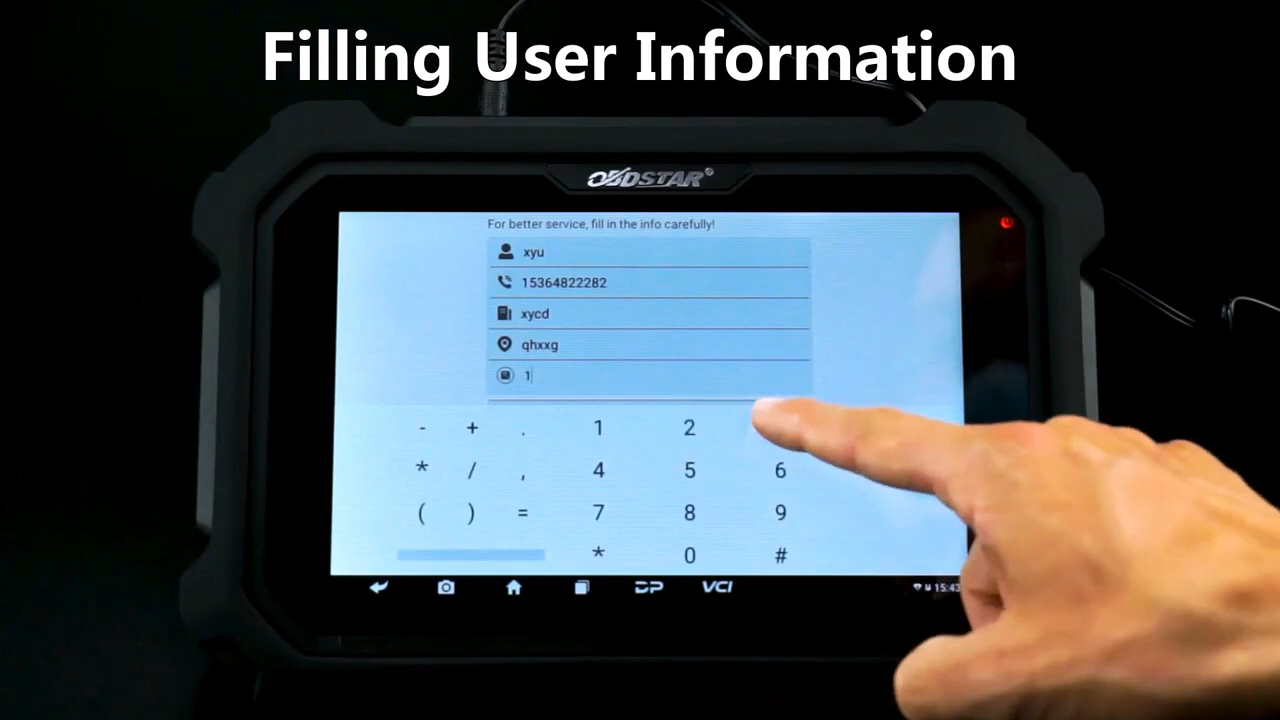 Filling User Information
OBDSTAR®
For better service, fill in the info carefully!
xyu
15364822282
xycd
qhxxg
1
- + . 1 2
* / , 4 5 6
( ) = 7 8 9
* 0 #
DP VCI 15:43